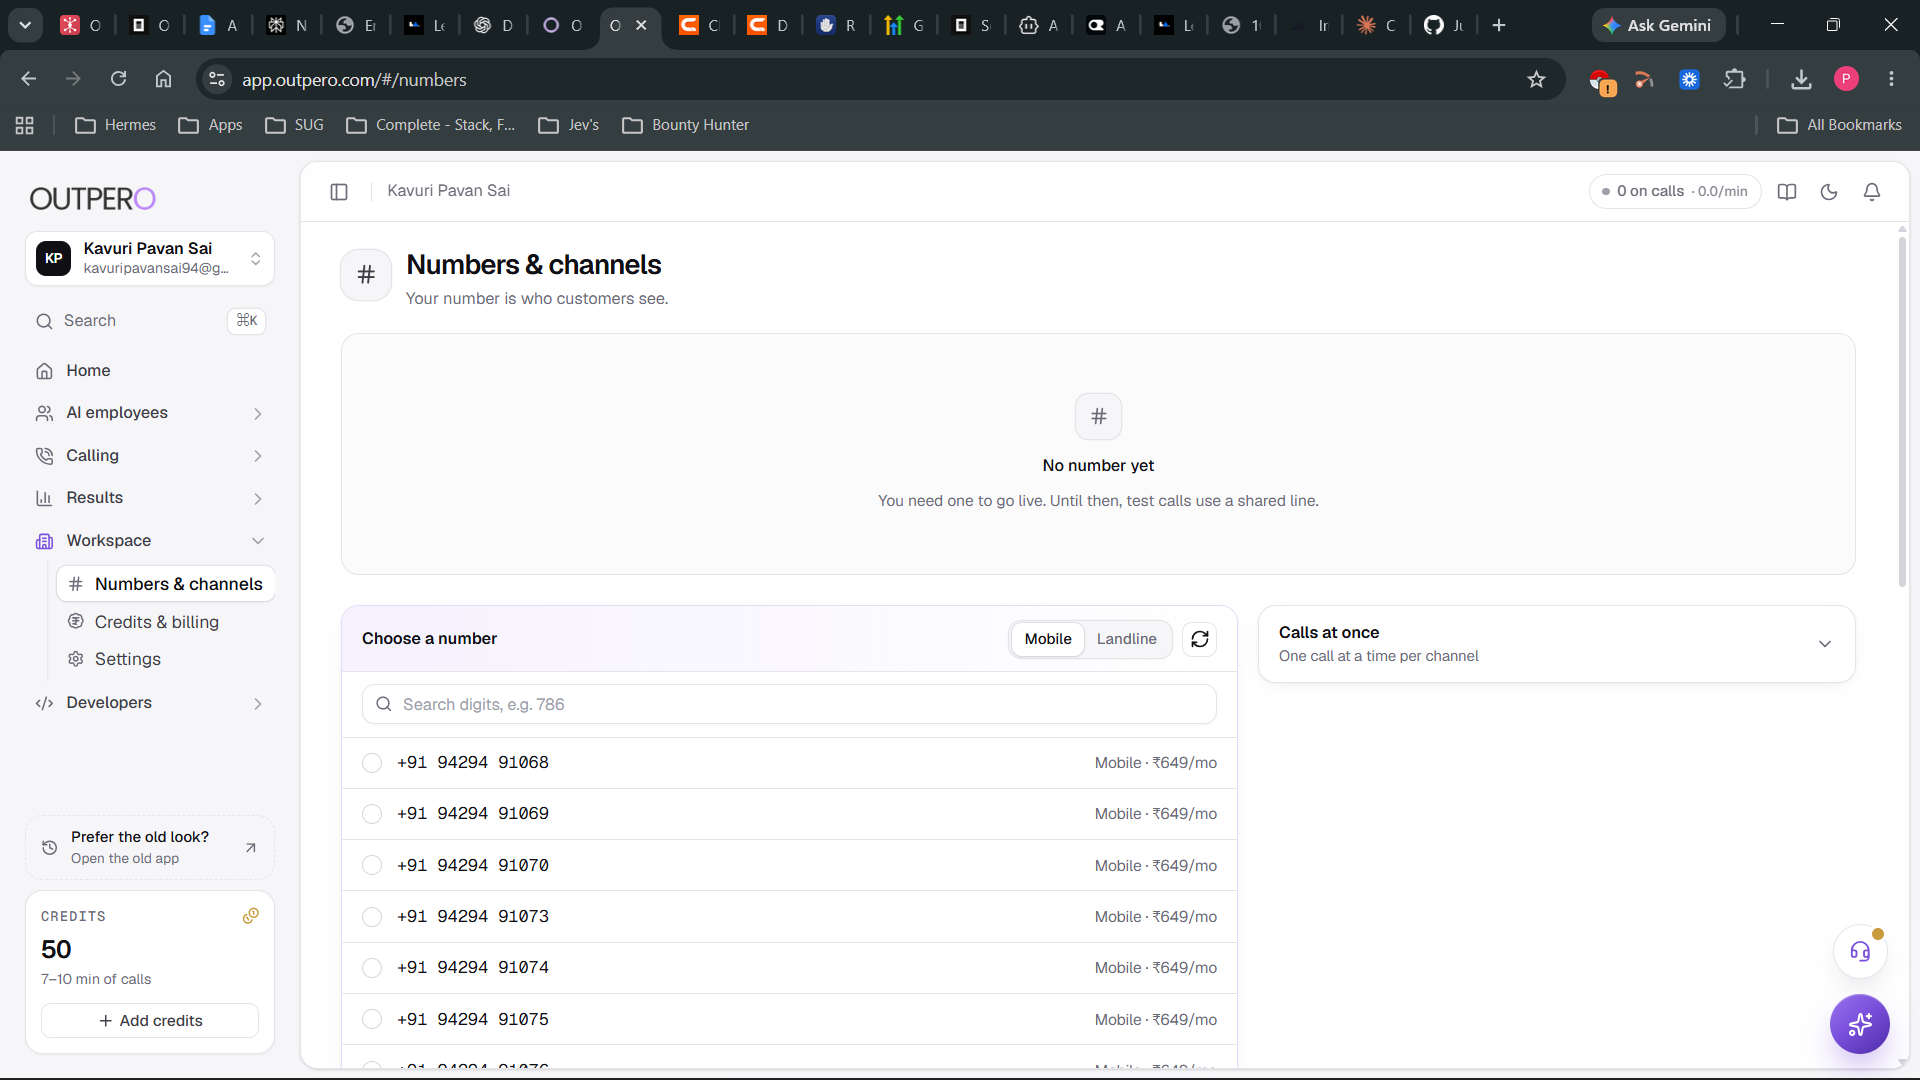 O
O
A
N
Er
Le
D
O
O
C
D
R
G
S
A
A
Le
1
Ir
C
Ju
Ask Gemini
app.outpero.com/#/numbers
P
Hermes
Apps
SUG
Complete - Stack, F...
Jev's
Bounty Hunter
All Bookmarks
OUTPERO
KP
Kavuri Pavan Sai
kavuripavansai94@g...
Search
⌘K
Home
AI employees
Calling
Results
Workspace
Numbers & channels
Credits & billing
Settings
Developers
Prefer the old look?
Open the old app
CREDITS
50
7–10 min of calls
+ Add credits
Kavuri Pavan Sai
0 on calls · 0.0/min
# Numbers & channels
Your number is who customers see.
#
No number yet
You need one to go live. Until then, test calls use a shared line.
Choose a number
Mobile
Landline
Search digits, e.g. 786
+91 94294 91068 Mobile · ₹649/mo
+91 94294 91069 Mobile · ₹649/mo
+91 94294 91070 Mobile · ₹649/mo
+91 94294 91073 Mobile · ₹649/mo
+91 94294 91074 Mobile · ₹649/mo
+91 94294 91075 Mobile · ₹649/mo
Calls at once
One call at a time per channel